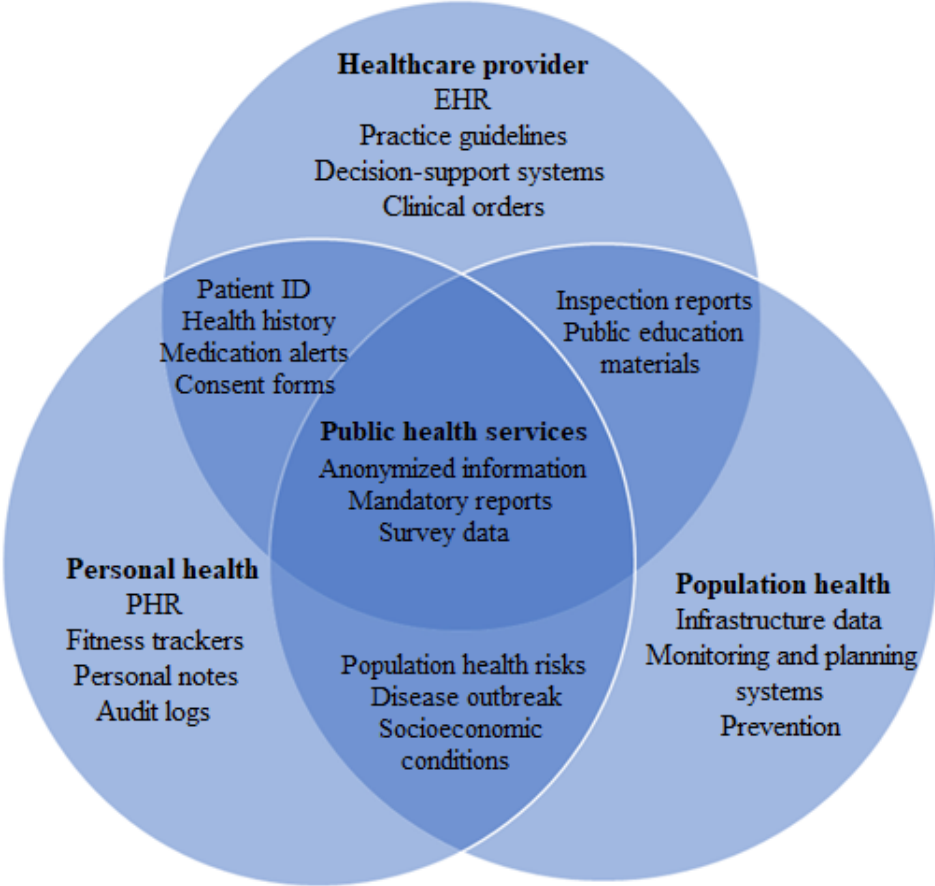 Healthcare provider
EHR
Practice guidelines
Decision-support systems
Clinical orders
Patient ID
Health history
Medication alerts
Consent forms
Inspection reports
Public education
materials
Public health services
Anonymized information
Mandatory reports
Survey data
Personal health
PHR
Fitness trackers
Personal notes
Audit logs
Population health
Infrastructure data
Monitoring and planning
systems
Prevention
Population health risks
Disease outbreak
Socioeconomic
conditions